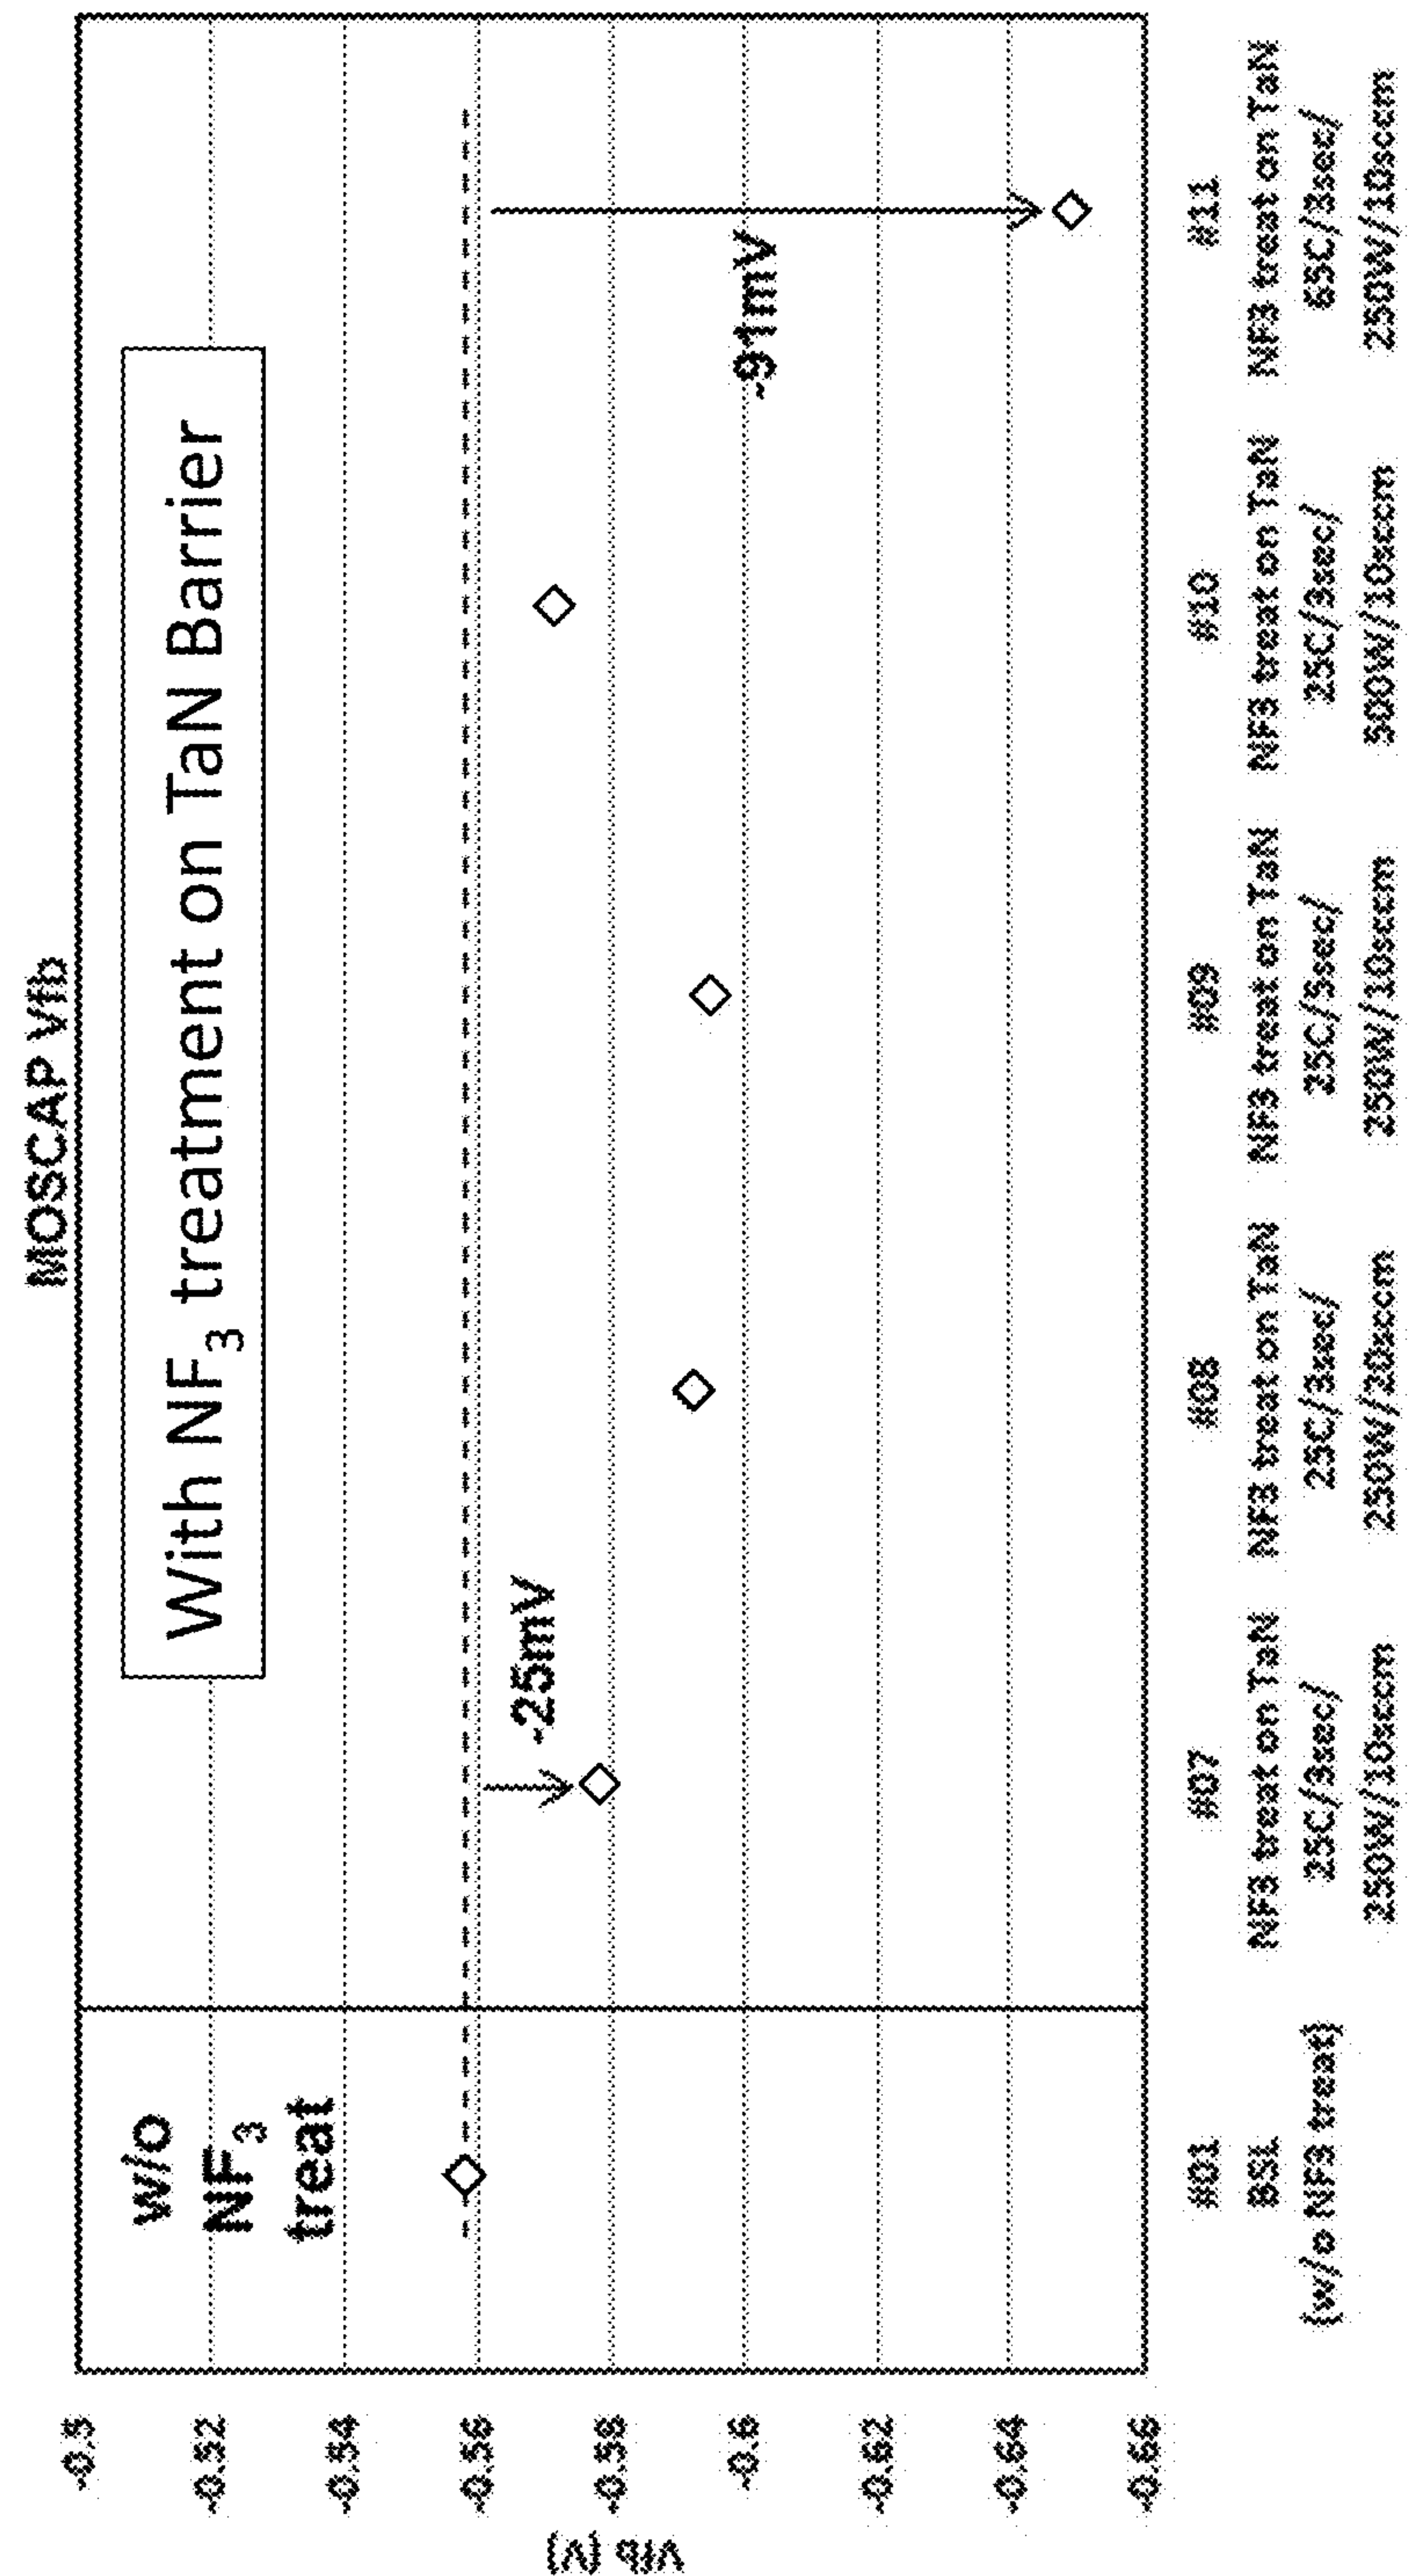 MOSCAP Vfb
Vfb (V)
-0.5
-0.52
-0.54
-0.56
-0.58
-0.6
-0.62
-0.64
-0.66
w/o
NF3
treat
With NF3 treatment on TaN Barrier
-25mV
-91mV
#01
BSL
(w/o NF3 treat)
#07
NF3 treat on TaN
25C/3sec/
250W/10sccm
#08
NF3 treat on TaN
25C/3sec/
250W/20sccm
#09
NF3 treat on TaN
25C/5sec/
250W/10sccm
#10
NF3 treat on TaN
25C/3sec/
500W/10sccm
#11
NF3 treat on TaN
65C/3sec/
250W/10sccm